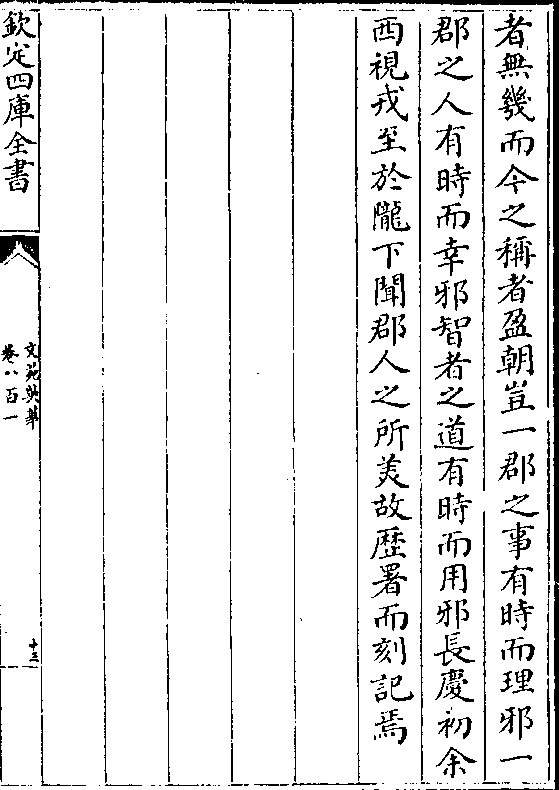 者無幾而今之稱者盈朝豈一郡之事有時而理邪一
郡之人有時而幸邪智者之道有時而用邪長慶初余
西視戎至於隴下聞郡人之所美故歷署而刻記焉
欽定四庫全書
文苑英華
卷八百一
十三